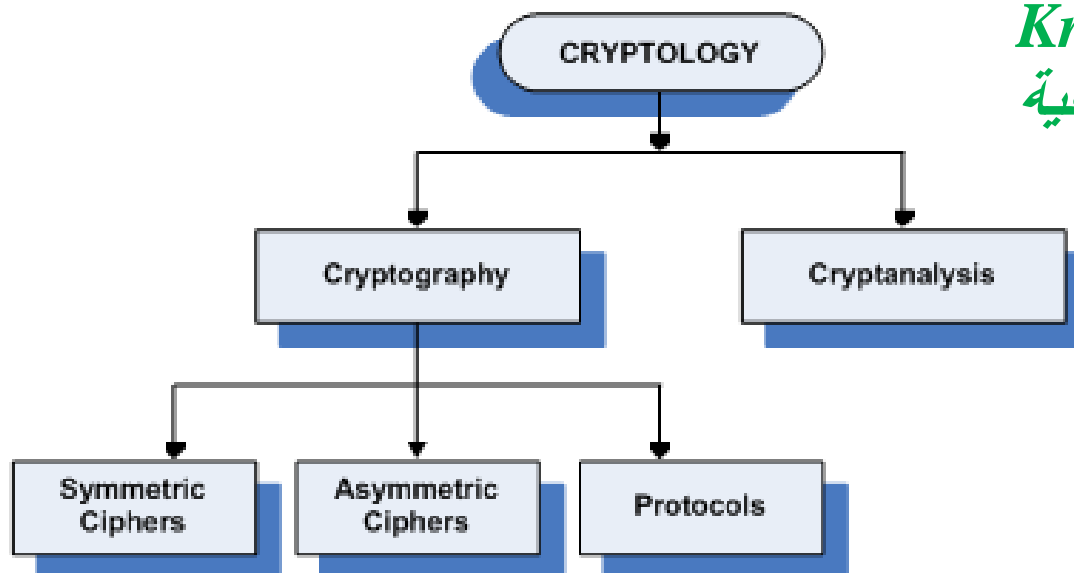 CRYPTOLOGY
Cryptography
Cryptanalysis
Symmetric
Ciphers
Asymmetric
Ciphers
Protocols